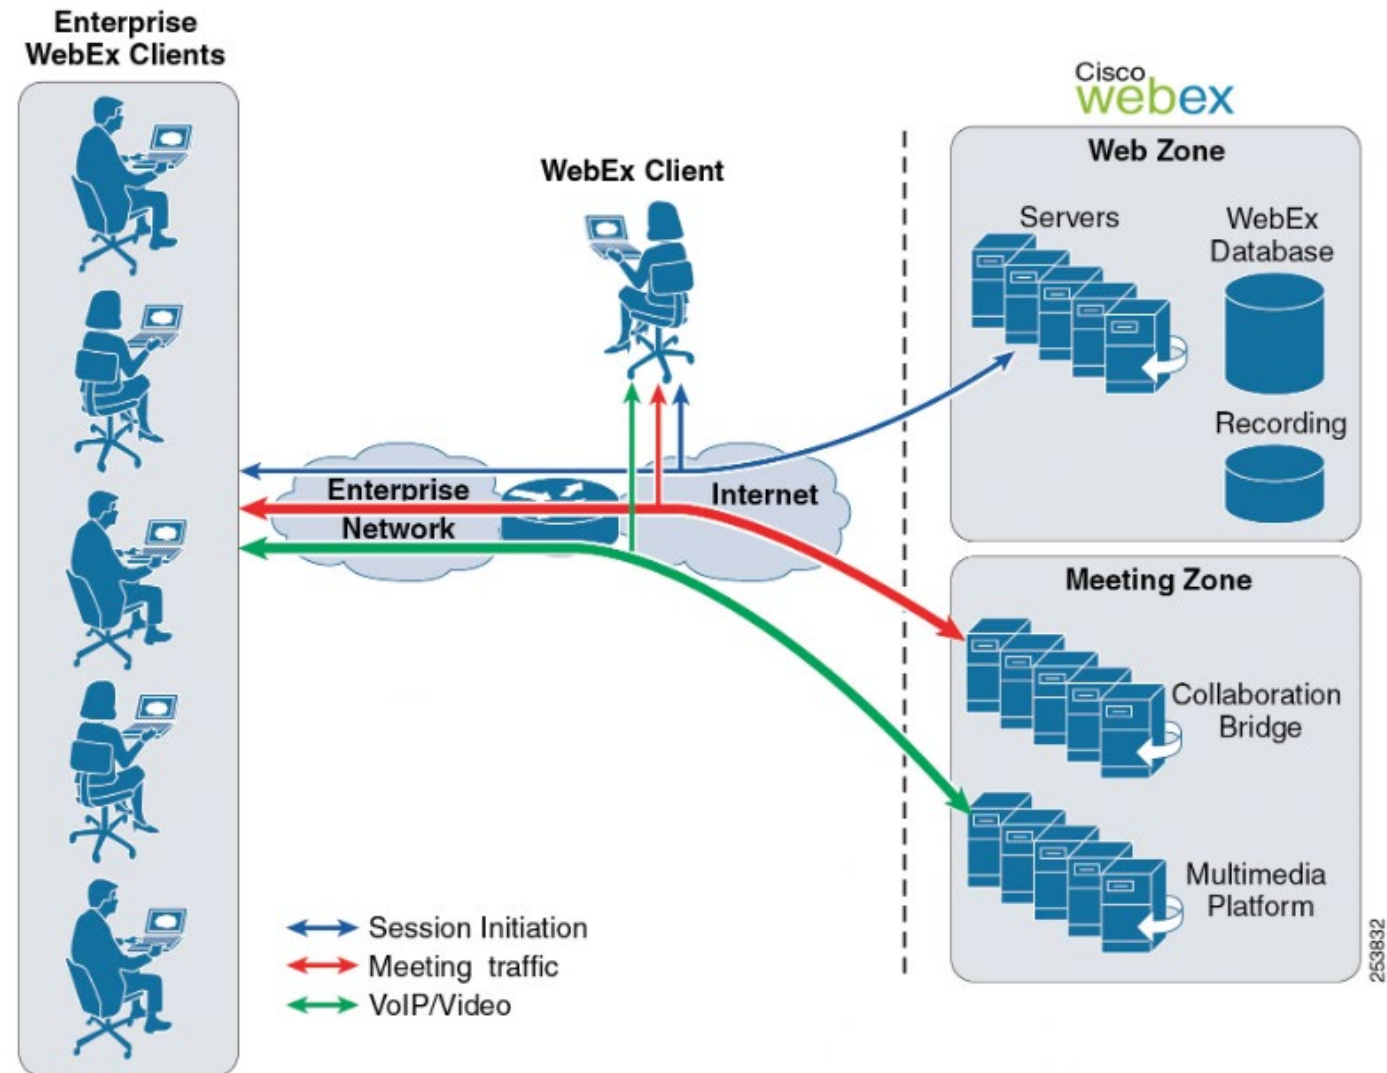 Enterprise
WebEx Clients
Cisco
webex
Web Zone
WebEx Client
Servers
WebEx
Database
Recording
Enterprise
Network
Internet
Meeting Zone
Collaboration
Bridge
Multimedia
Platform
Session Initiation
Meeting traffic
VoIP/Video
253832